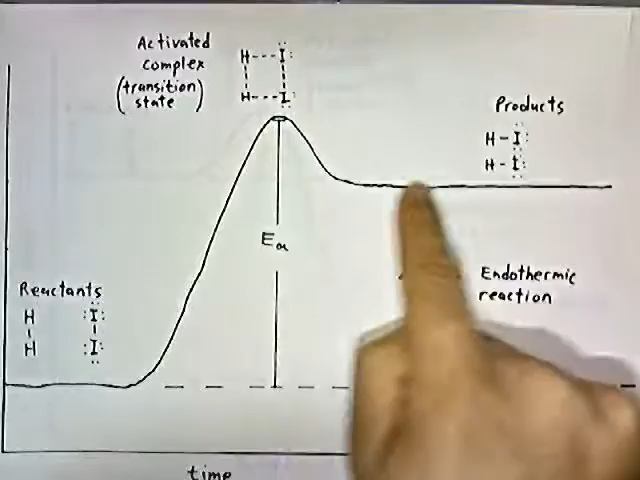 Activated
complex
(transition
state)
H---I:
H---I:
Products
H-I:
H-I:
Ea
Reactants
H :I:
H :I:
Endothermic
reaction
time